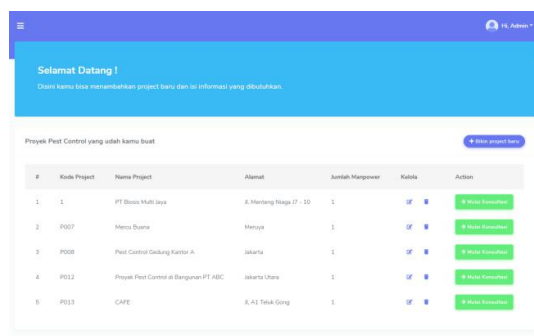 Hi, Admin
Selamat Datang !
Disini kamu bisa menambahkan project baru dan isi informasi yang dibutuhkan.
Proyek Pest Control yang udah kamu buat
+ Bikin project baru
# Kode Project Nama Project Alamat Jumlah Manpower Kelola Action
1 1 PT Bisnis Multi Jaya Jl. Menteng Niaga J7 - 10 1 Mulai Konsultasi
2 P007 Mercu Buana Meruya 1 Mulai Konsultasi
3 P008 Pest Control Gedung Kantor A Jakarta 1 Mulai Konsultasi
4 P012 Proyek Pest Control di Bangunan PT ABC Jakarta Utara 1 Mulai Konsultasi
5 P013 CAFE Jl. A1 Teluk Gong 1 Mulai Konsultasi